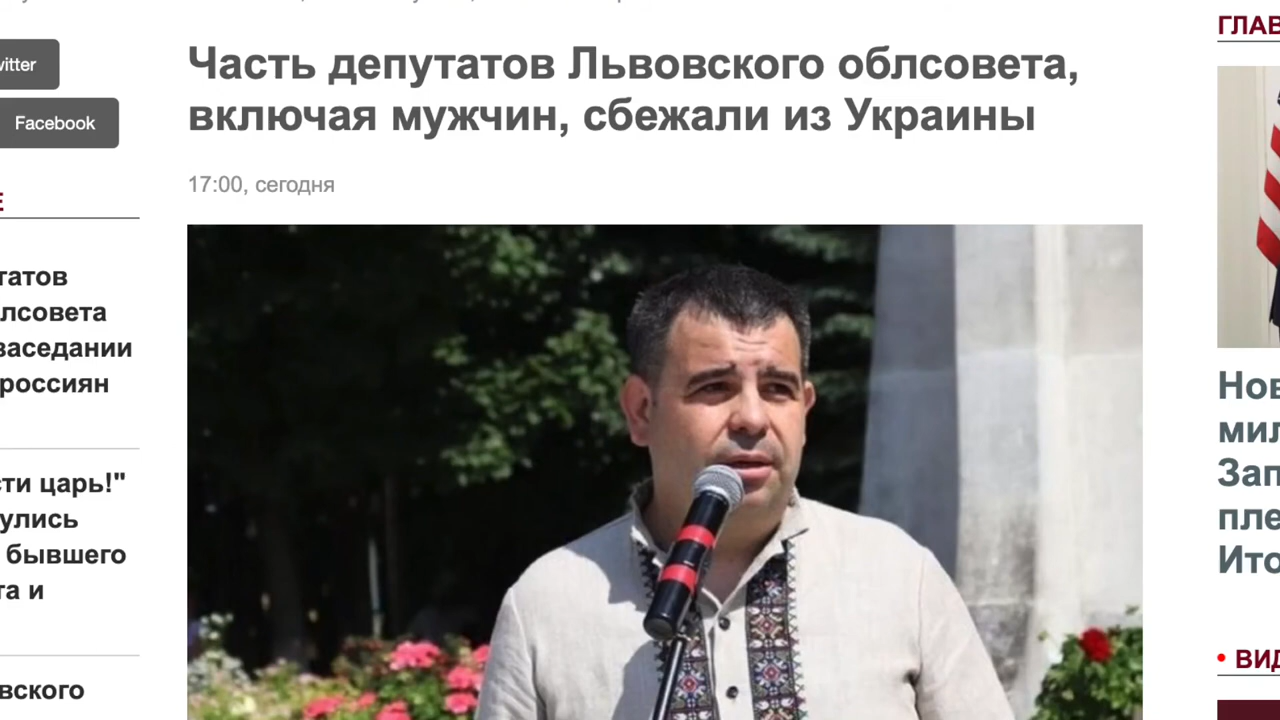 Часть депутатов Львовского облсовета,
включая мужчин, сбежали из Украины
17:00, сегодня
witter
Facebook
Е
татов
лсовета
заседании
россиян
сти царь!"
нулись
бывшего
та и
вского
ГЛАВ
Нов
мил
Зап
пле
Ито
• ВИД